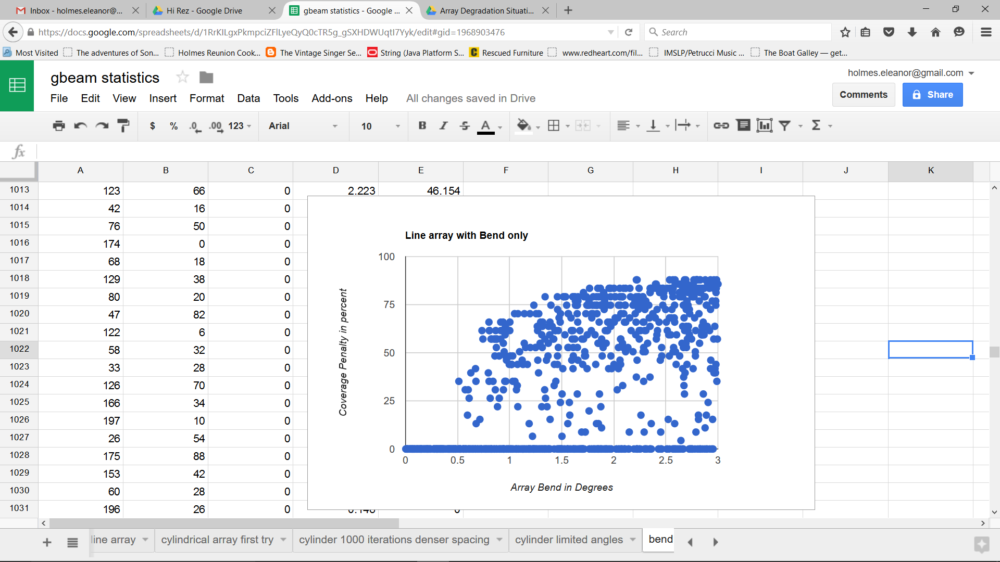 Inbox - holmes.eleanor@...
Hi Rez - Google Drive
gbeam statistics - Google ...
Array Degradation Situati...
https://docs.google.com/spreadsheets/d/1RrKILgxPkmpciZFlLyeQyQ0cTR5g_gSXHDWUqtI7Yyk/edit#gid=1968903476
Search
Most Visited
The adventures of Son...
Holmes Reunion Cook...
The Vintage Singer Se...
String (Java Platform S...
Rescued Furniture
www.redheart.com/fil...
IMSLP/Petrucci Music ...
The Boat Galley — get...
gbeam statistics
holmes.eleanor@gmail.com
File Edit View Insert Format Data Tools Add-ons Help All changes saved in Drive
Comments
Share
$ % .0 .00 123 Arial 10 B I S A Σ
fx
A B C D E F G H I J K
1013 123 66 0 2.223 46.154
1014 42 16 0
1015 76 50 0
1016 174 0 0
1017 68 18 0
1018 129 38 0
1019 80 20 0
1020 47 82 0
1021 122 6 0
1022 58 32 0
1023 33 28 0
1024 126 70 0
1025 166 34 0
1026 197 10 0
1027 26 54 0
1028 175 88 0
1029 153 42 0
1030 60 28 0
1031 196 26 0
Line array with Bend only
Coverage Penalty in percent
100
75
50
25
0
0 0.5 1 1.5 2 2.5 3
Array Bend in Degrees
line array
cylindrical array first try
cylinder 1000 iterations denser spacing
cylinder limited angles
bend